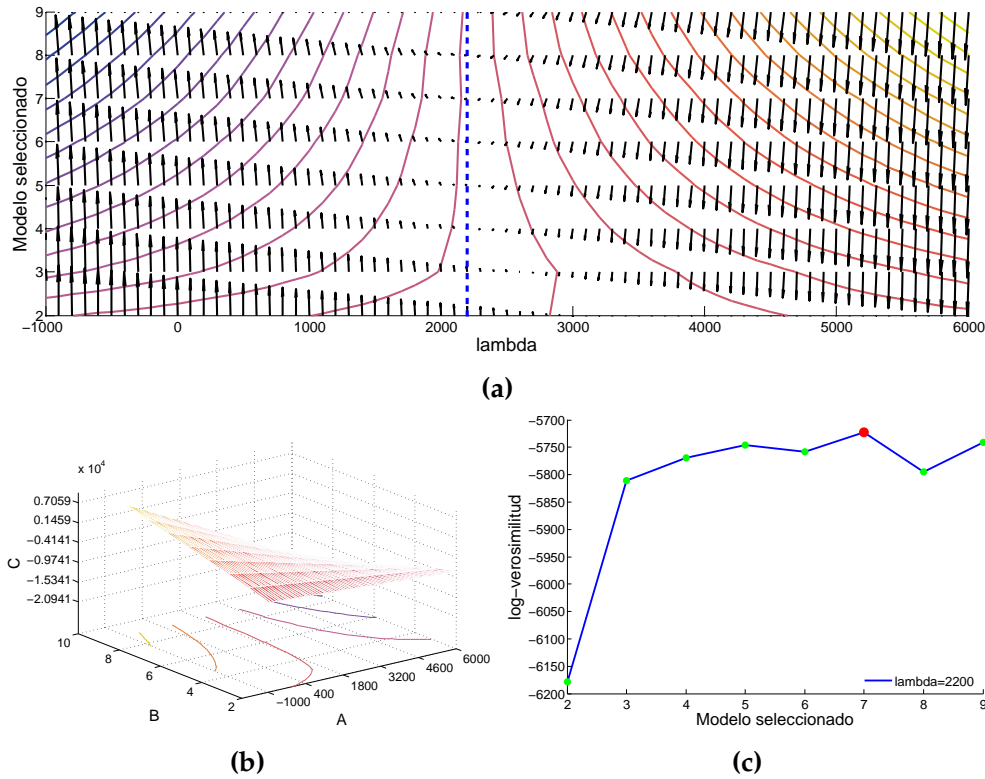 9
8
7
6
5
4
3
2
Modelo seleccionado
−1000 0 1000 2000 3000 4000 5000 6000
lambda
(a)
x 10^4
0.7059
0.1459
−0.4141
−0.9741
−1.5341
−2.0941
C
10
8
6
4
2
B
−1000
400
1800
3200
4600
6000
A
(b)
−5700
−5750
−5800
−5850
−5900
−5950
−6000
−6050
−6100
−6150
−6200
log−verosimilitud
2 3 4 5 6 7 8 9
Modelo seleccionado
lambda=2200
(c)